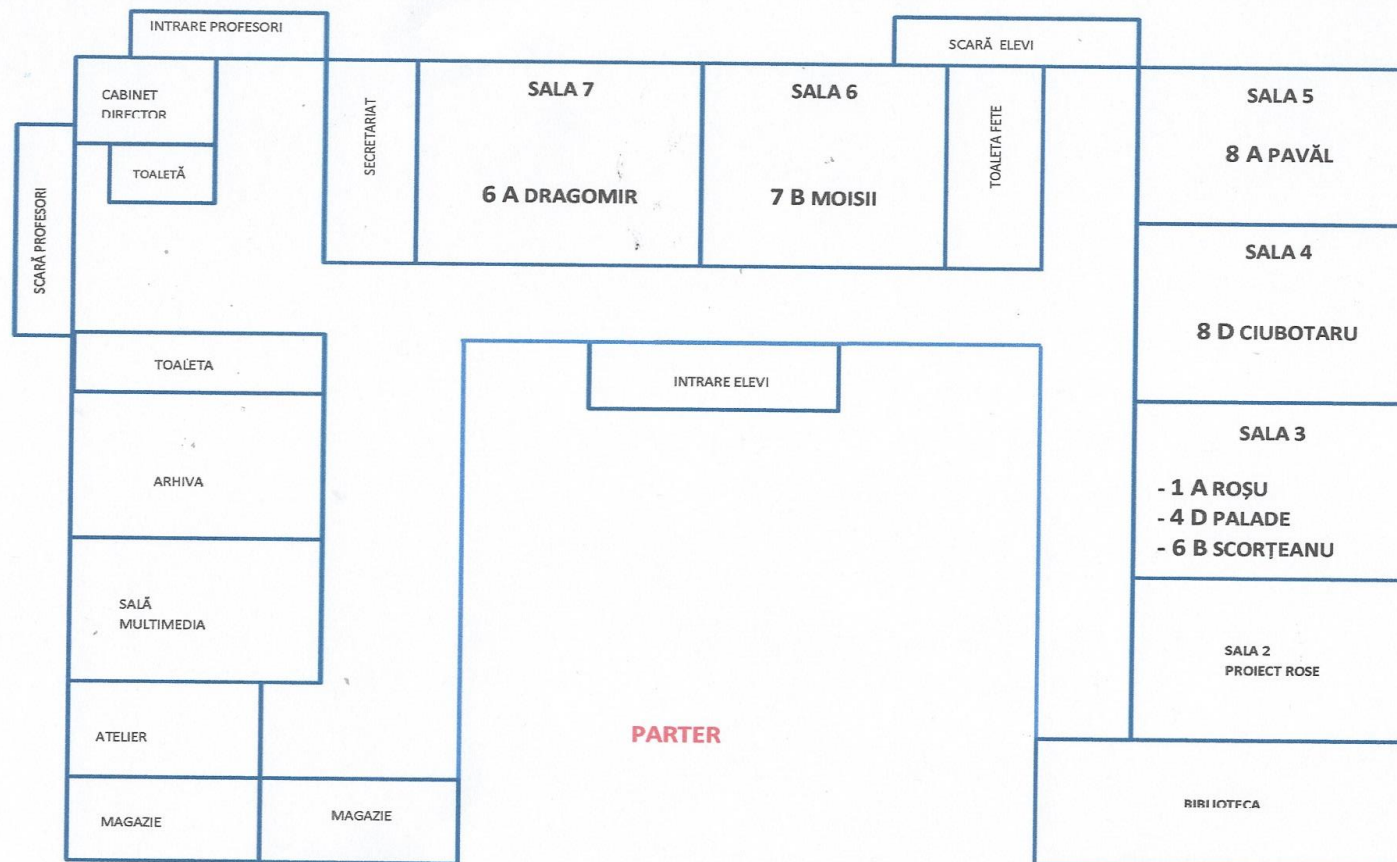 INTRARE PROFESORI
SCARĂ ELEVI
CABINET
DIRECTOR
TOALETĂ
SCARĂ PROFESORI
SECRETARIAT
SALA 7
6 A DRAGOMIR
SALA 6
7 B MOISII
TOALETA FETE
SALA 5
8 A PAVĂL
SALA 4
8 D CIUBOTARU
SALA 3
- 1 A ROȘU
- 4 D PALADE
- 6 B SCORȚEANU
SALA 2
PROIECT ROSE
BIBLIOTECA
INTRARE ELEVI
PARTER
TOALETA
ARHIVA
SALĂ
MULTIMEDIA
ATELIER
MAGAZIE
MAGAZIE